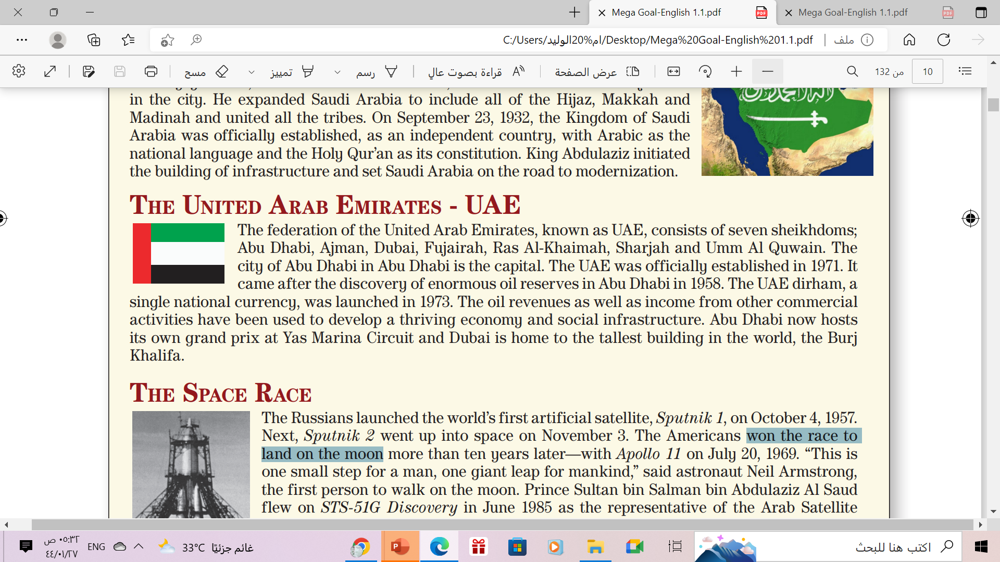 Mega Goal-English 1.1.pdf
Mega Goal-English 1.1.pdf
C:/Users/ام%20الوليد/Desktop/Mega%20Goal-English%201.1.pdf
ملف
مسح
تمييز
رسم
قراءة بصوت عالٍ
عرض الصفحة
من 132
10
in the city. He expanded Saudi Arabia to include all of the Hijaz, Makkah and
Madinah and united all the tribes. On September 23, 1932, the Kingdom of Saudi
Arabia was officially established, as an independent country, with Arabic as the
national language and the Holy Qur’an as its constitution. King Abdulaziz initiated
the building of infrastructure and set Saudi Arabia on the road to modernization.
THE UNITED ARAB EMIRATES - UAE
The federation of the United Arab Emirates, known as UAE, consists of seven sheikhdoms;
Abu Dhabi, Ajman, Dubai, Fujairah, Ras Al-Khaimah, Sharjah and Umm Al Quwain. The
city of Abu Dhabi in Abu Dhabi is the capital. The UAE was officially established in 1971. It
came after the discovery of enormous oil reserves in Abu Dhabi in 1958. The UAE dirham, a
single national currency, was launched in 1973. The oil revenues as well as income from other commercial
activities have been used to develop a thriving economy and social infrastructure. Abu Dhabi now hosts
its own grand prix at Yas Marina Circuit and Dubai is home to the tallest building in the world, the Burj
Khalifa.
THE SPACE RACE
The Russians launched the world’s first artificial satellite, Sputnik 1, on October 4, 1957.
Next, Sputnik 2 went up into space on November 3. The Americans won the race to
land on the moon more than ten years later—with Apollo 11 on July 20, 1969. “This is
one small step for a man, one giant leap for mankind,” said astronaut Neil Armstrong,
the first person to walk on the moon. Prince Sultan bin Salman bin Abdulaziz Al Saud
flew on STS-51G Discovery in June 1985 as the representative of the Arab Satellite
٠٥:٣٢ ص
٤٤/٠١/٢٧
ENG
33°C غائم جزئيًا
اكتب هنا للبحث